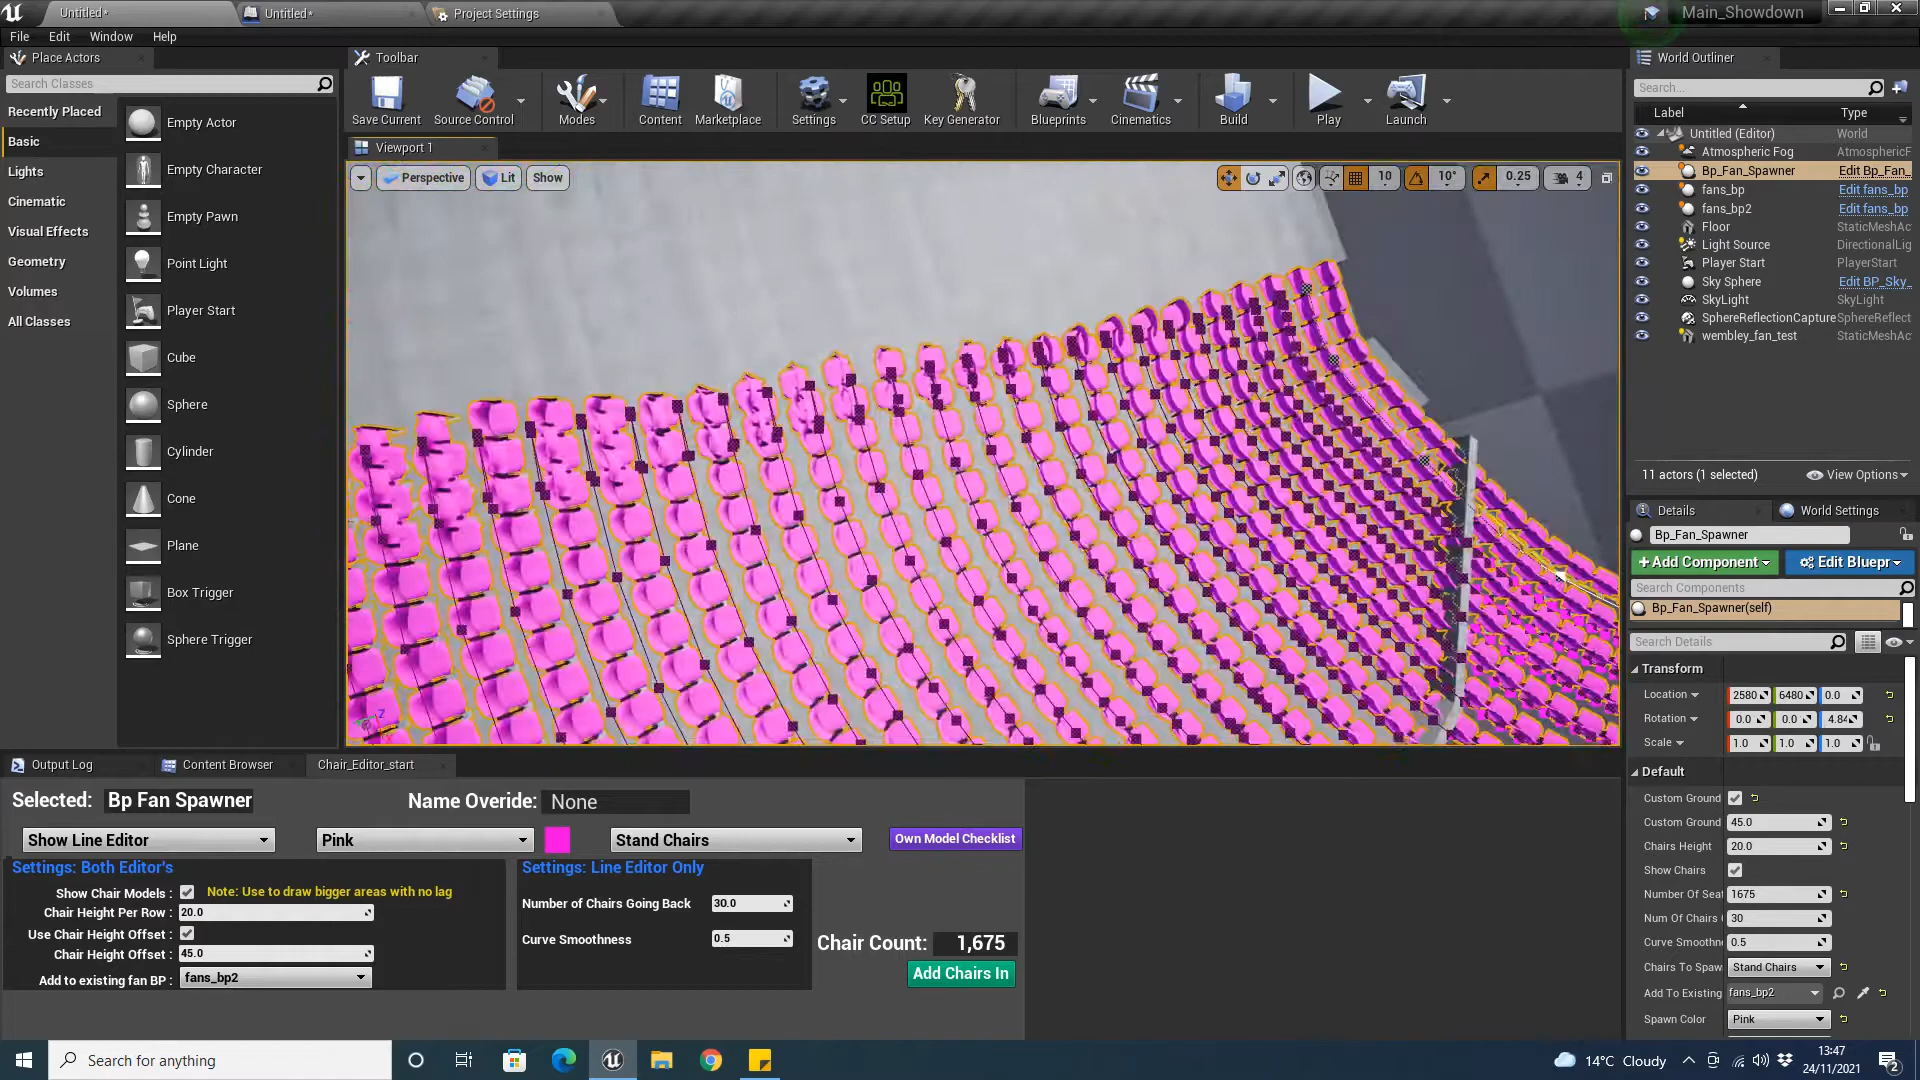 Untitled*
Untitled*
Project Settings
Main_Showdown
File Edit Window Help
Place Actors
Search Classes
Recently Placed
Basic
Lights
Cinematic
Visual Effects
Geometry
Volumes
All Classes
Empty Actor
Empty Character
Empty Pawn
Point Light
Player Start
Cube
Sphere
Cylinder
Cone
Plane
Box Trigger
Sphere Trigger
Toolbar
Save Current
Source Control
Modes
Content
Marketplace
Settings
CC Setup
Key Generator
Blueprints
Cinematics
Build
Play
Launch
Viewport 1
Perspective
Lit
Show
10
10°
0.25
4
Z
World Outliner
Search...
Label Type
Untitled (Editor) World
Atmospheric Fog AtmosphericF
Bp_Fan_Spawner Edit Bp_Fan_
fans_bp Edit fans_bp
fans_bp2 Edit fans_bp
Floor StaticMeshAc
Light Source DirectionalLig
Player Start PlayerStart
Sky Sphere Edit BP_Sky_
SkyLight SkyLight
SphereReflectionCapture SphereReflect
wembley_fan_test StaticMeshAc
11 actors (1 selected)
View Options
Details
World Settings
Bp_Fan_Spawner
+Add Component
Edit Bluepr
Search Components
Bp_Fan_Spawner(self)
Search Details
Transform
Location 2580 6480 0.0
Rotation 0.0 0.0 4.84
Scale 1.0 1.0 1.0
Default
Custom Ground
Custom Ground 45.0
Chairs Height 20.0
Show Chairs
Number Of Sea 1675
Num Of Chairs 30
Curve Smoothn 0.5
Chairs To Spaw Stand Chairs
Add To Existing fans_bp2
Spawn Color Pink
Output Log
Content Browser
Chair_Editor_start
Selected: Bp Fan Spawner
Name Overide: None
Show Line Editor
Pink
Stand Chairs
Own Model Checklist
Settings: Both Editor's
Show Chair Models :
Note: Use to draw bigger areas with no lag
Chair Height Per Row : 20.0
Use Chair Height Offset :
Chair Height Offset : 45.0
Add to existing fan BP : fans_bp2
Settings: Line Editor Only
Number of Chairs Going Back 30.0
Curve Smoothness 0.5
Chair Count: 1,675
Add Chairs In
Search for anything
14°C Cloudy
13:47
24/11/2021
2